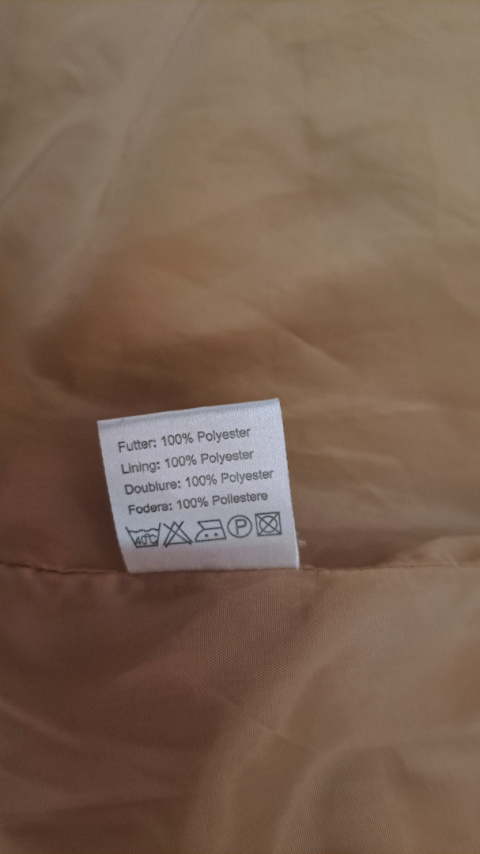 Futter: 100% Polyester
Lining: 100% Polyester
Doublure: 100% Polyester
Fodera: 100% Poliestere
40°C P